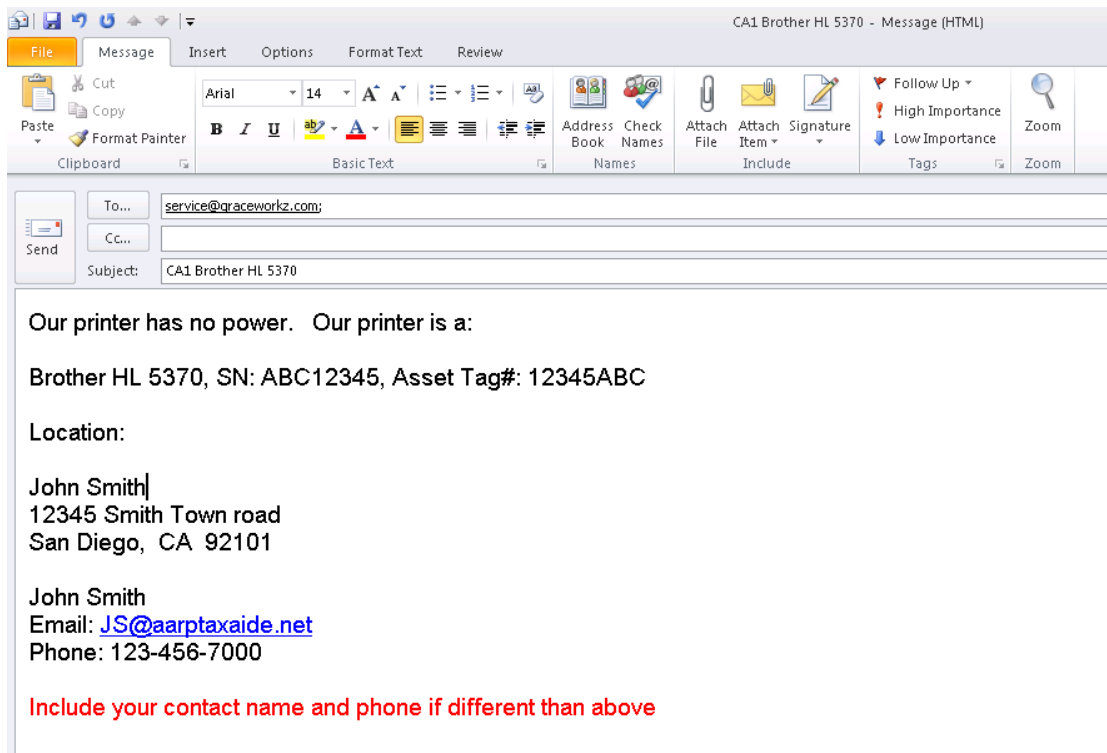 CA1 Brother HL 5370 - Message (HTML)
File Message Insert Options Format Text Review
Cut
Copy
Paste
Format Painter
Clipboard
Arial 14
B I U
Basic Text
Address Book
Check Names
Names
Attach File
Attach Item
Signature
Include
Follow Up
High Importance
Low Importance
Tags
Zoom
Zoom
Send
To... service@graceworkz.com;
Cc...
Subject: CA1 Brother HL 5370
Our printer has no power. Our printer is a:
Brother HL 5370, SN: ABC12345, Asset Tag#: 12345ABC
Location:
John Smith
12345 Smith Town road
San Diego, CA 92101
John Smith
Email: JS@aarptaxaide.net
Phone: 123-456-7000
Include your contact name and phone if different than above